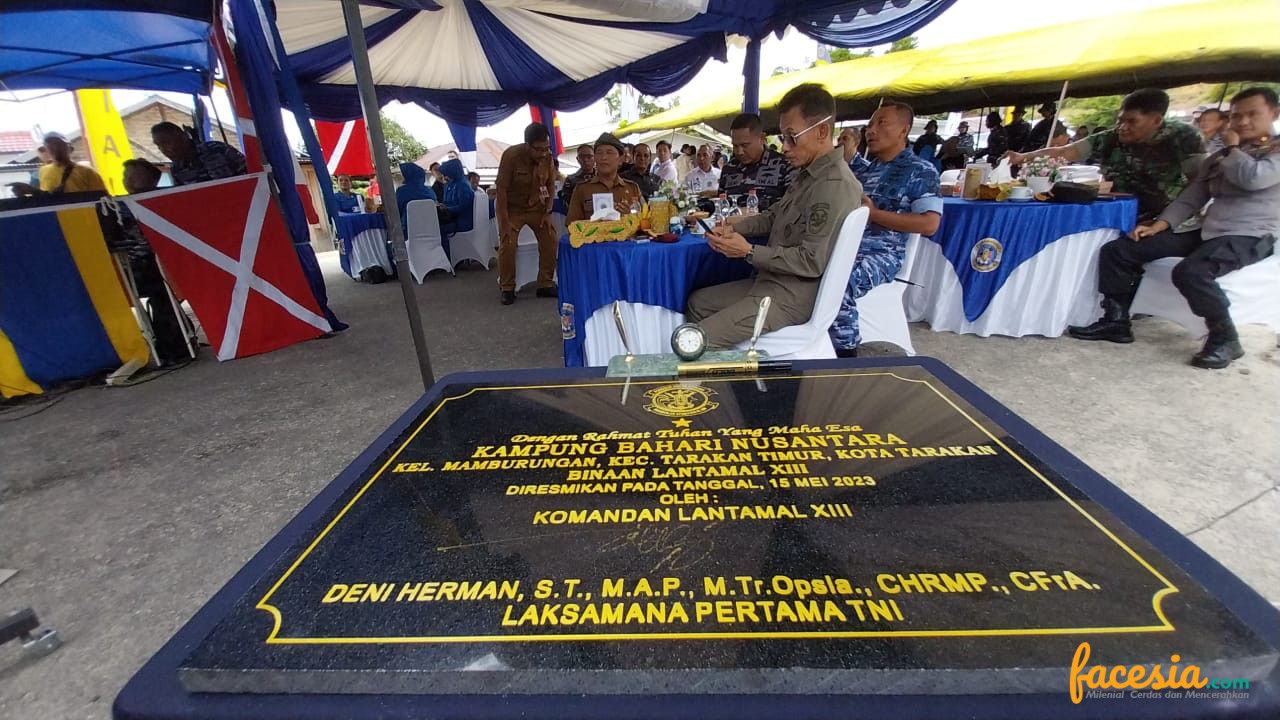 Dengan Rahmat Tuhan Yang Maha Esa
KAMPUNG BAHARI NUSANTARA
KEL. MAMBURUNGAN, KEC. TARAKAN TIMUR, KOTA TARAKAN
BINAAN LANTAMAL XIII
DIRESMIKAN PADA TANGGAL, 15 MEI 2023
OLEH :
KOMANDAN LANTAMAL XIII
DENI HERMAN, S.T., M.A.P., M.Tr.Opsla., CHRMP., CFrA.
LAKSAMANA PERTAMA TNI
facesia.com
Milenial Cerdas dan Mencerahkan